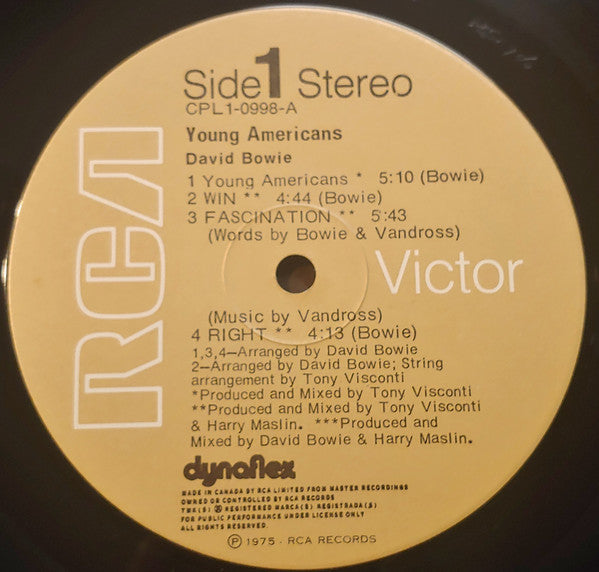 Side 1 Stereo
CPL1-0998-A
Young Americans
David Bowie
1 Young Americans * 5:10 (Bowie)
2 WIN ** 4:44 (Bowie)
3 FASCINATION ** 5:43
(Words by Bowie & Vandross)
RCA
Victor
(Music by Vandross)
4 RIGHT ** 4:13 (Bowie)
1,3,4—Arranged by David Bowie
2—Arranged by David Bowie; String
arrangement by Tony Visconti
*Produced and Mixed by Tony Visconti
**Produced and Mixed by Tony Visconti
& Harry Maslin. ***Produced and
Mixed by David Bowie & Harry Maslin.
dynaflex
MADE IN CANADA BY RCA LIMITED FROM MASTER RECORDINGS
OWNED OR CONTROLLED BY RCA RECORDS
TMK(S) ® REGISTERED MARCA(S) REGISTRADA(S)
FOR PUBLIC PERFORMANCE UNDER LICENSE ONLY
ALL RIGHTS RESERVED.
℗ 1975 - RCA RECORDS